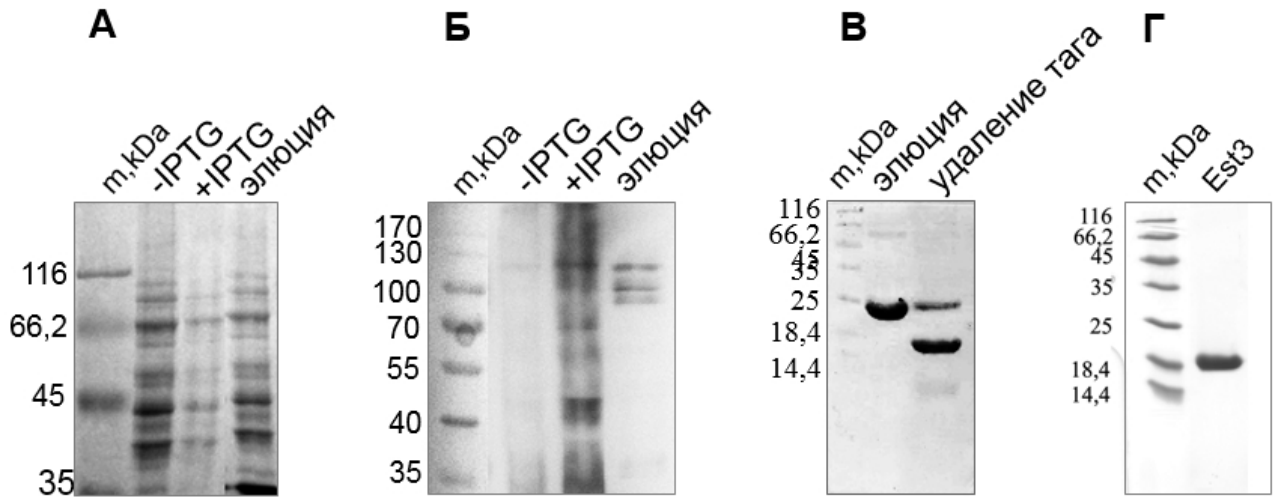 А
m,kDa
-IPTG
+IPTG
элюция
116
66,2
45
35
Б
m,kDa
-IPTG
+IPTG
элюция
170
130
100
70
55
40
35
В
m,kDa
элюция
удаление тага
116
66,2
45
35
25
18,4
14,4
Г
m,kDa
Est3
116
66,2
45
35
25
18,4
14,4